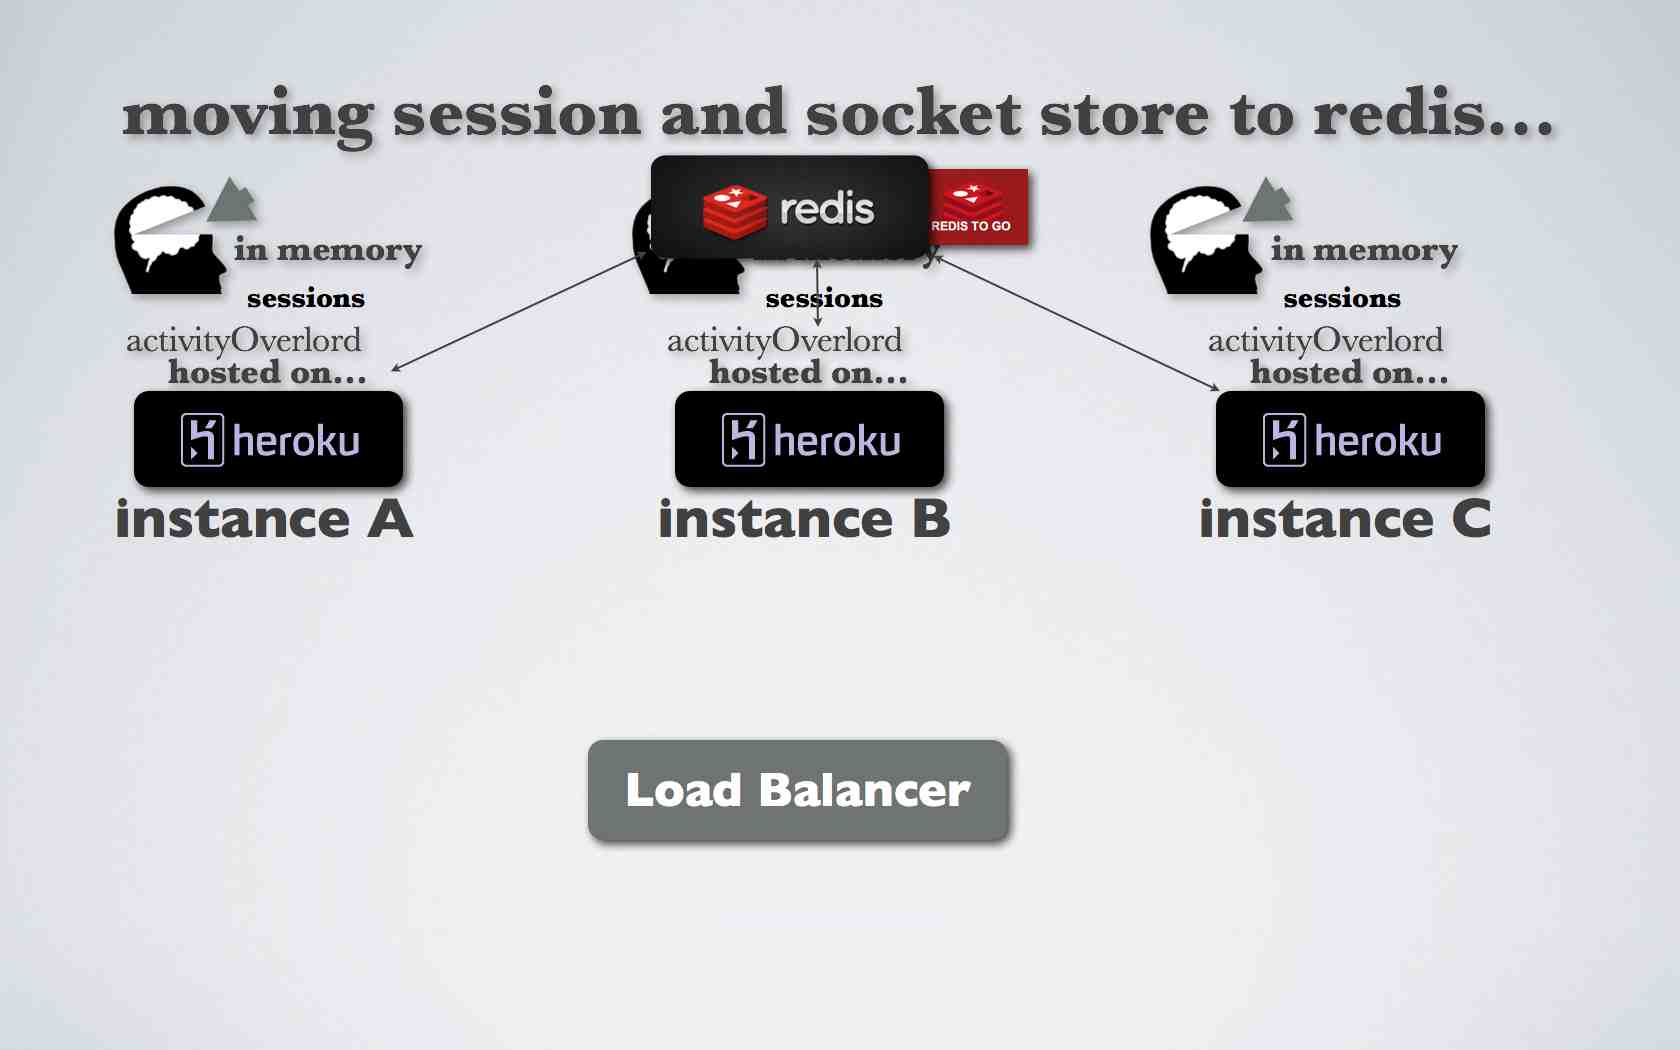 moving session and socket store to redis...
redis
REDIS TO GO
in memory
sessions
activityOverlord
hosted on...
heroku
instance A
sessions
activityOverlord
hosted on...
heroku
instance B
in memory
sessions
activityOverlord
hosted on...
heroku
instance C
Load Balancer